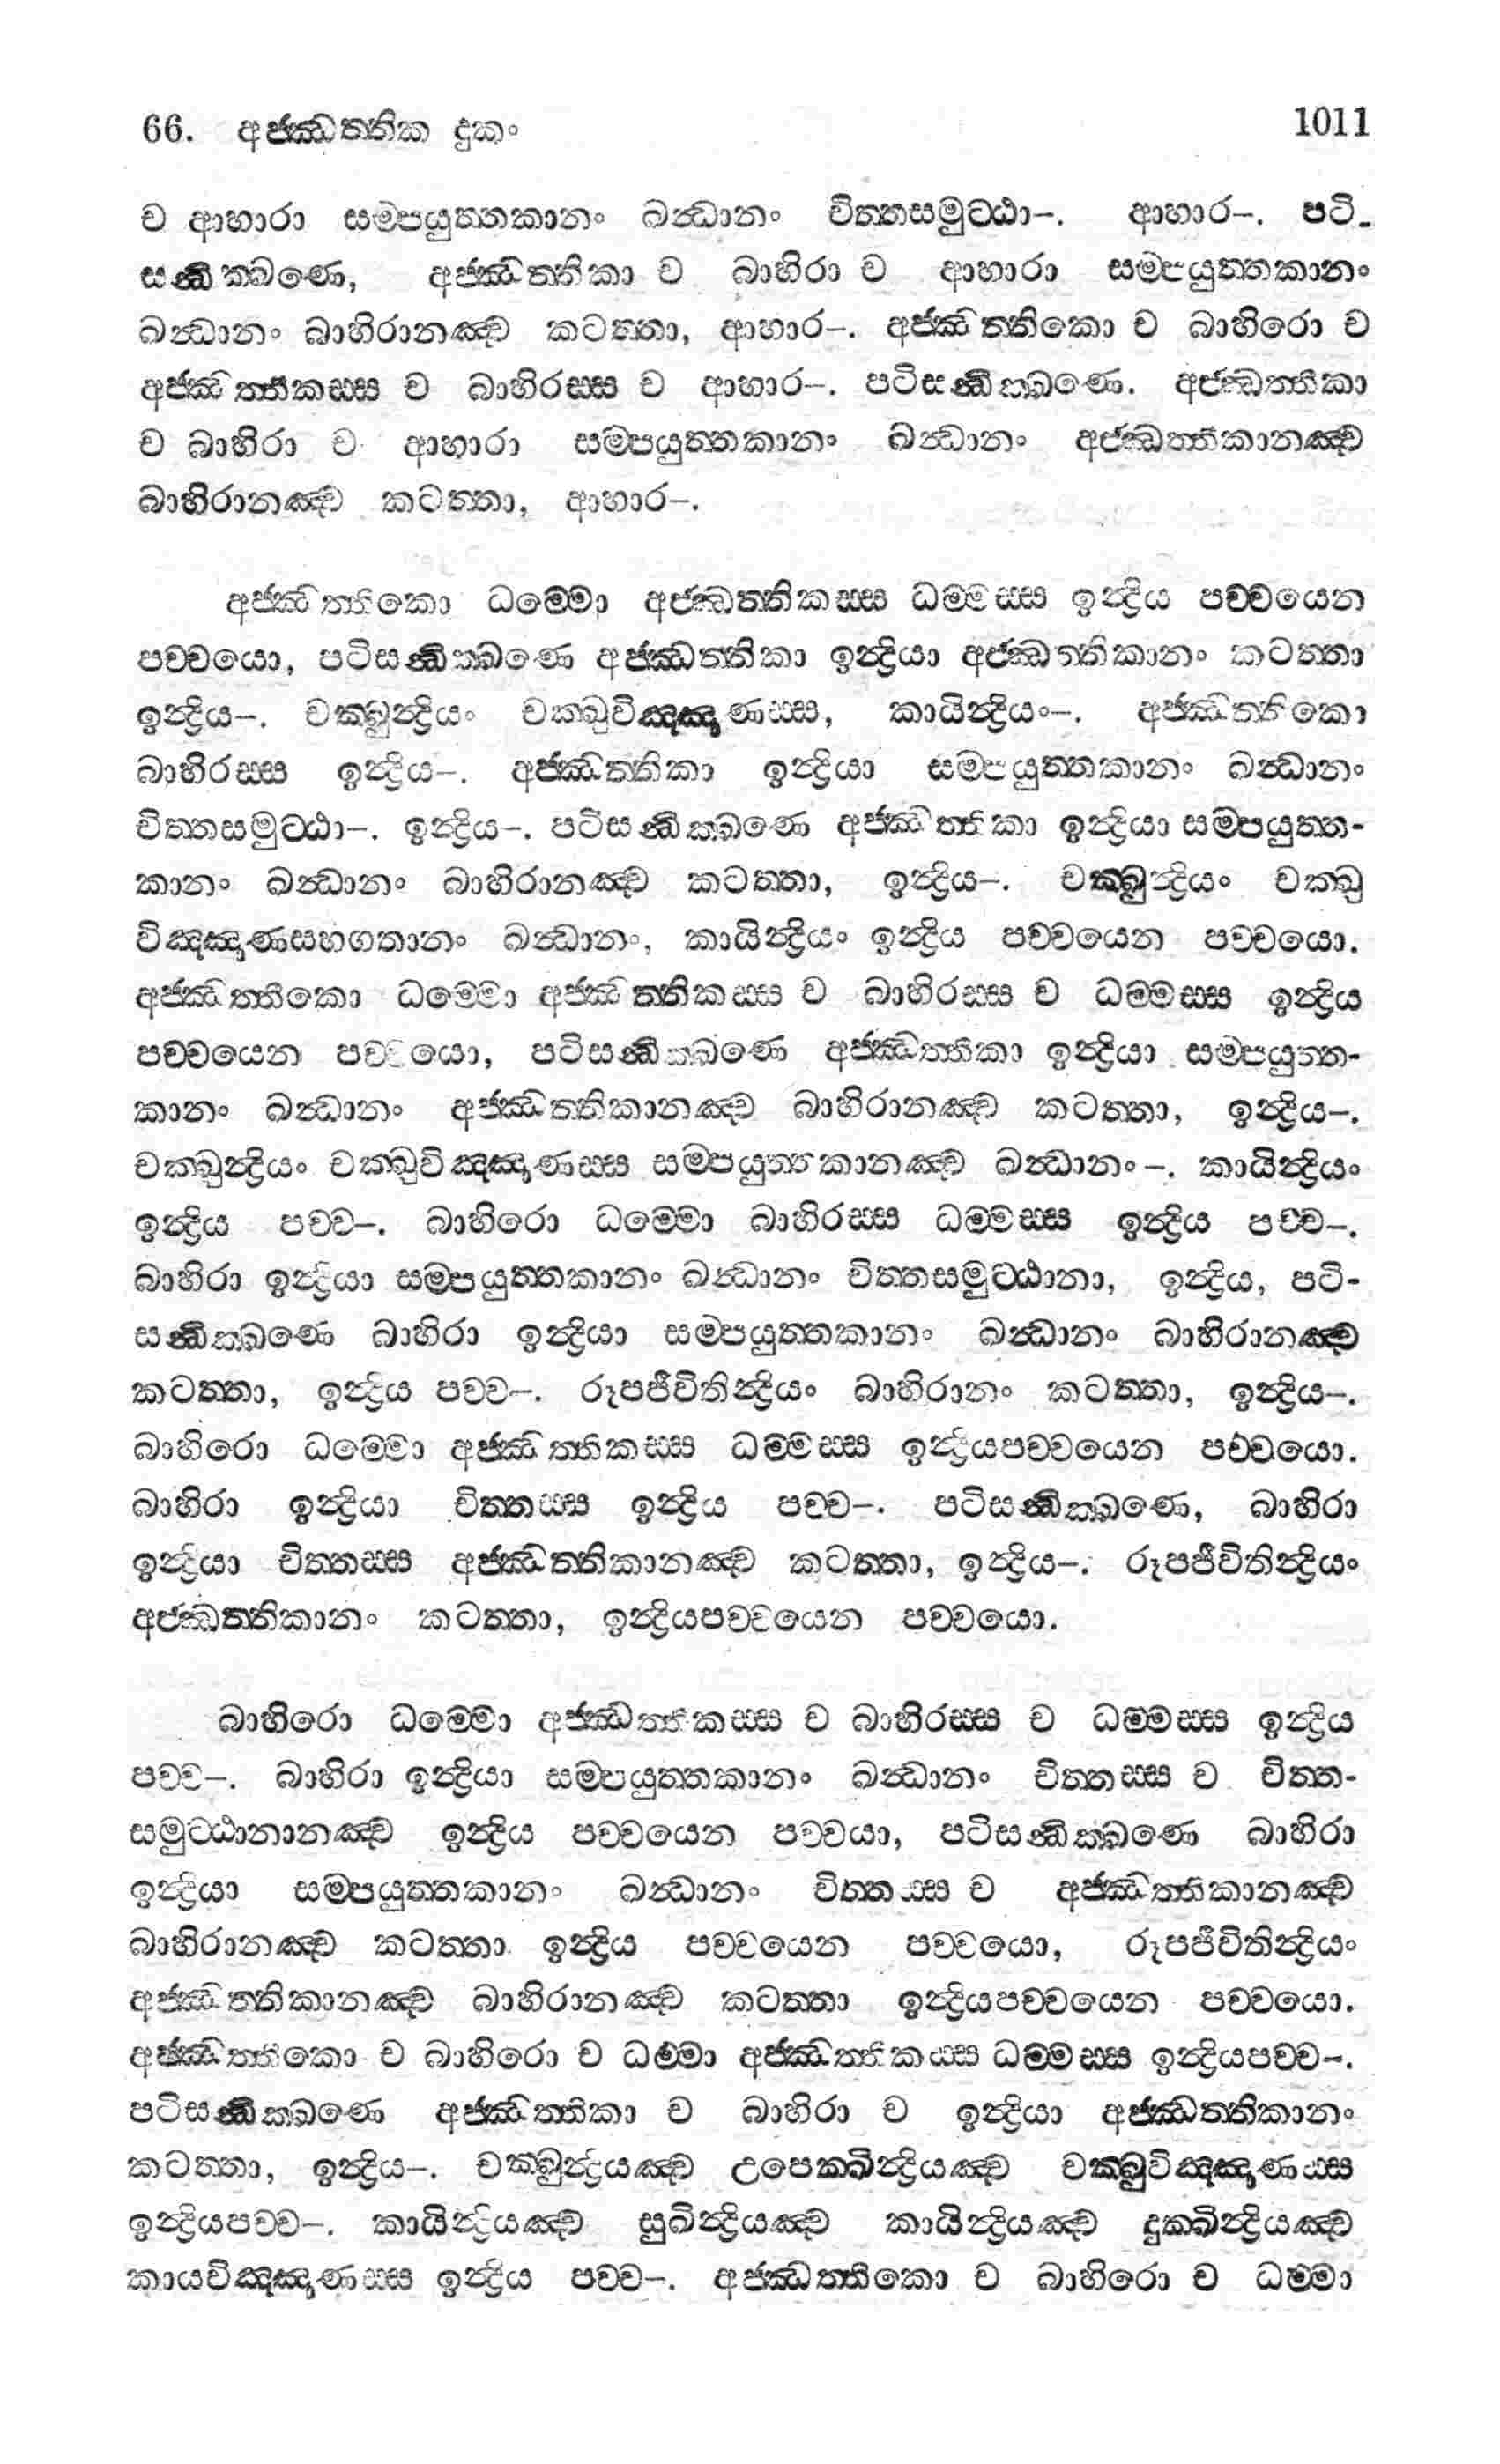 66. අජ්ඣත්තික දුකං 1011
ච ආහාරා සම්පයුත්තකානං ඛන්ධානං චිත්තසමුට්ඨා–. ආහාර–. පටි-
සන්ධික්ඛණෙ, අජ්ඣත්තිකා ච බාහිරා ච ආහාරා සම්පයුත්තකානං
ඛන්ධානං බාහිරානඤ්ච කටත්තා, ආහාර–. අජ්ඣත්තිකො ච බාහිරො ච
අජ්ඣත්තිකස්ස ච බාහිරස්ස ච ආහාර–. පටිසන්ධික්ඛණෙ. අජ්ඣත්තිකා
ච බාහිරා ච ආහාරා සම්පයුත්තකානං ඛන්ධානං අජ්ඣත්තිකානඤ්ච
බාහිරානඤ්ච කටත්තා, ආහාර–.
අජ්ඣත්තිකො ධම්මො අජ්ඣත්තිකස්ස ධම්මස්ස ඉන්ද්‍රිය පච්චයෙන
පච්චයො, පටිසන්ධික්ඛණෙ අජ්ඣත්තිකා ඉන්ද්‍රියා අජ්ඣත්තිකානං කටත්තා
ඉන්ද්‍රිය–. චක්ඛුන්ද්‍රියං චක්ඛුවිඤ්ඤාණස්ස, කායින්ද්‍රියං–. අජ්ඣත්තිකො
බාහිරස්ස ඉන්ද්‍රිය–. අජ්ඣත්තිකා ඉන්ද්‍රියා සම්පයුත්තකානං ඛන්ධානං
චිත්තසමුට්ඨා–. ඉන්ද්‍රිය–. පටිසන්ධික්ඛණෙ අජ්ඣත්තිකා ඉන්ද්‍රියා සම්පයුත්ත-
කානං ඛන්ධානං බාහිරානඤ්ච කටත්තා, ඉන්ද්‍රිය–. චක්ඛුන්ද්‍රියං චක්ඛු
විඤ්ඤාණසහගතානං ඛන්ධානං, කායින්ද්‍රියං ඉන්ද්‍රිය පච්චයෙන පච්චයො.
අජ්ඣත්තිකො ධම්මො අජ්ඣත්තිකස්ස ච බාහිරස්ස ච ධම්මස්ස ඉන්ද්‍රිය
පච්චයෙන පච්චයො, පටිසන්ධික්ඛණෙ අජ්ඣත්තිකා ඉන්ද්‍රියා සම්පයුත්ත-
කානං ඛන්ධානං අජ්ඣත්තිකානඤ්ච බාහිරානඤ්ච කටත්තා, ඉන්ද්‍රිය–.
චක්ඛුන්ද්‍රියං චක්ඛුවිඤ්ඤාණස්ස සම්පයුත්තකානඤ්ච ඛන්ධානං–. කායින්ද්‍රියං
ඉන්ද්‍රිය පච්ච–. බාහිරො ධම්මො බාහිරස්ස ධම්මස්ස ඉන්ද්‍රිය පච්ච–.
බාහිරා ඉන්ද්‍රියා සම්පයුත්තකානං ඛන්ධානං චිත්තසමුට්ඨානා, ඉන්ද්‍රිය, පටි-
සන්ධික්ඛණෙ බාහිරා ඉන්ද්‍රියා සම්පයුත්තකානං ඛන්ධානං බාහිරානඤ්ච
කටත්තා, ඉන්ද්‍රිය පච්ච–. රූපජීවිතින්ද්‍රියං බාහිරානං කටත්තා, ඉන්ද්‍රිය–.
බාහිරො ධම්මො අජ්ඣත්තිකස්ස ධම්මස්ස ඉන්ද්‍රියපච්චයෙන පච්චයො.
බාහිරා ඉන්ද්‍රියා චිත්තස්ස ඉන්ද්‍රිය පච්ච–. පටිසන්ධික්ඛණෙ, බාහිරා
ඉන්ද්‍රියා චිත්තස්ස අජ්ඣත්තිකානඤ්ච කටත්තා, ඉන්ද්‍රිය–. රූපජීවිතින්ද්‍රියං
අජ්ඣත්තිකානං කටත්තා, ඉන්ද්‍රියපච්චයෙන පච්චයො.
බාහිරො ධම්මො අජ්ඣත්තිකස්ස ච බාහිරස්ස ච ධම්මස්ස ඉන්ද්‍රිය
පච්ච–. බාහිරා ඉන්ද්‍රියා සම්පයුත්තකානං ඛන්ධානං චිත්තස්ස ච චිත්ත-
සමුට්ඨානානඤ්ච ඉන්ද්‍රිය පච්චයෙන පච්චයා, පටිසන්ධික්ඛණෙ බාහිරා
ඉන්ද්‍රියා සම්පයුත්තකානං ඛන්ධානං චිත්තස්ස ච අජ්ඣත්තිකානඤ්ච
බාහිරානඤ්ච කටත්තා ඉන්ද්‍රිය පච්චයෙන පච්චයො, රූපජීවිතින්ද්‍රියං
අජ්ඣත්තිකානඤ්ච බාහිරානඤ්ච කටත්තා ඉන්ද්‍රියපච්චයෙන පච්චයො.
අජ්ඣත්තිකො ච බාහිරො ච ධම්මා අජ්ඣත්තිකස්ස ධම්මස්ස ඉන්ද්‍රියපච්ච–.
පටිසන්ධික්ඛණෙ අජ්ඣත්තිකා ච බාහිරා ච ඉන්ද්‍රියා අජ්ඣත්තිකානං
කටත්තා, ඉන්ද්‍රිය–. චක්ඛුන්ද්‍රියඤ්ච උපෙක්ඛින්ද්‍රියඤ්ච චක්ඛුවිඤ්ඤාණස්ස
ඉන්ද්‍රියපච්ච–. කායින්ද්‍රියඤ්ච සුඛින්ද්‍රියඤ්ච කායින්ද්‍රියඤ්ච දුක්ඛින්ද්‍රියඤ්ච
කායවිඤ්ඤාණස්ස ඉන්ද්‍රිය පච්ච–. අජ්ඣත්තිකො ච බාහිරො ච ධම්මා